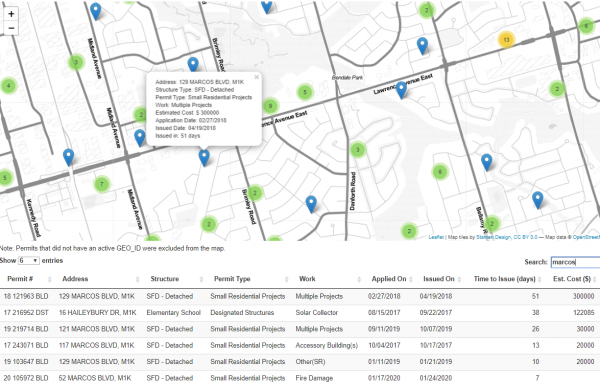 +
−
2
6
13
Midland Avenue
Brimley Road
3
4
Bendale Park
2
Address: 129 MARCOS BLVD, M1K
Structure Type: SFD - Detached
Permit Type: Small Residential Projects
Work: Multiple Projects
Estimated Cost: $ 300000
Application Date: 02/27/2018
Issued Date: 04/19/2018
Issued in: 51 days
×
5
9
Lawrence Avenue East
ence Avenue East
2
3
5
7
6
2
Kennedy Road
Midland Avenue
Brimley Road
Danforth Road
Bellamy
2
2
2
Leaflet | Map tiles by Stamen Design, CC BY 3.0 — Map data © OpenStreetM
Note: Permits that did not have an active GEO_ID were excluded from the map.
Show 6 entries
Search: marcos
Permit # Address Structure Permit Type Work Applied On Issued On Time to Issue (days) Est. Cost ($)
18 121963 BLD 129 MARCOS BLVD, M1K SFD - Detached Small Residential Projects Multiple Projects 02/27/2018 04/19/2018 51 300000
17 216952 DST 16 HAILEYBURY DR, M1K Elementary School Designated Structures Solar Collector 08/15/2017 09/22/2017 38 122085
19 219714 BLD 121 MARCOS BLVD, M1K SFD - Detached Small Residential Projects Multiple Projects 09/11/2019 10/07/2019 26 30000
17 243071 BLD 117 MARCOS BLVD, M1K SFD - Detached Small Residential Projects Accessory Building(s) 10/04/2017 10/17/2017 13 20000
19 103647 BLD 129 MARCOS BLVD, M1K SFD - Detached Small Residential Projects Other(SR) 01/11/2019 01/21/2019 10 20000
20 105972 BLD 52 MARCOS BLVD, M1K SFD - Detached Small Residential Projects Fire Damage 01/17/2020 01/24/2020 7